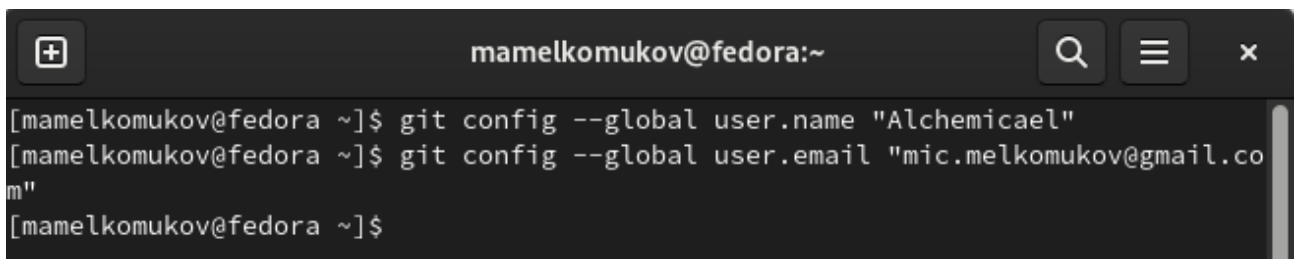 mamelkomukov@fedora:~
[mamelkomukov@fedora ~]$ git config --global user.name "Alchemicael"
[mamelkomukov@fedora ~]$ git config --global user.email "mic.melkomukov@gmail.co
m"
[mamelkomukov@fedora ~]$